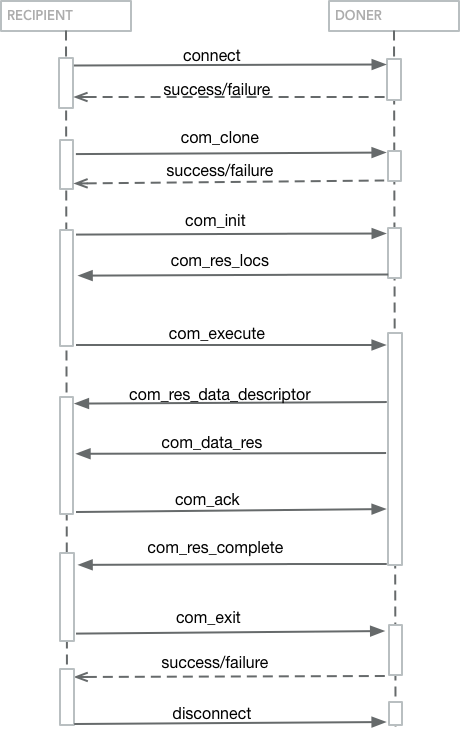 RECIPIENT
DONER
connect
success/failure
com_clone
success/failure
com_init
com_res_locs
com_execute
com_res_data_descriptor
com_data_res
com_ack
com_res_complete
com_exit
success/failure
disconnect